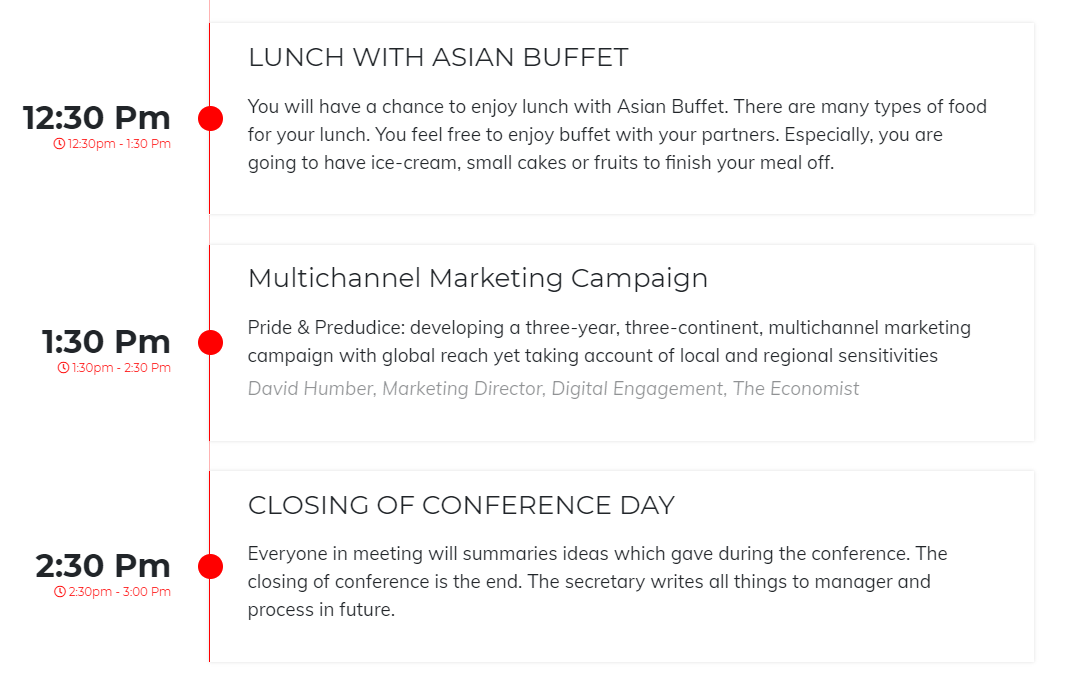 LUNCH WITH ASIAN BUFFET
12:30 Pm
12:30pm - 1:30 Pm
You will have a chance to enjoy lunch with Asian Buffet. There are many types of food
for your lunch. You feel free to enjoy buffet with your partners. Especially, you are
going to have ice-cream, small cakes or fruits to finish your meal off.
Multichannel Marketing Campaign
1:30 Pm
1:30pm - 2:30 Pm
Pride & Predudice: developing a three-year, three-continent, multichannel marketing
campaign with global reach yet taking account of local and regional sensitivities
David Humber, Marketing Director, Digital Engagement, The Economist
CLOSING OF CONFERENCE DAY
2:30 Pm
2:30pm - 3:00 Pm
Everyone in meeting will summaries ideas which gave during the conference. The
closing of conference is the end. The secretary writes all things to manager and
process in future.